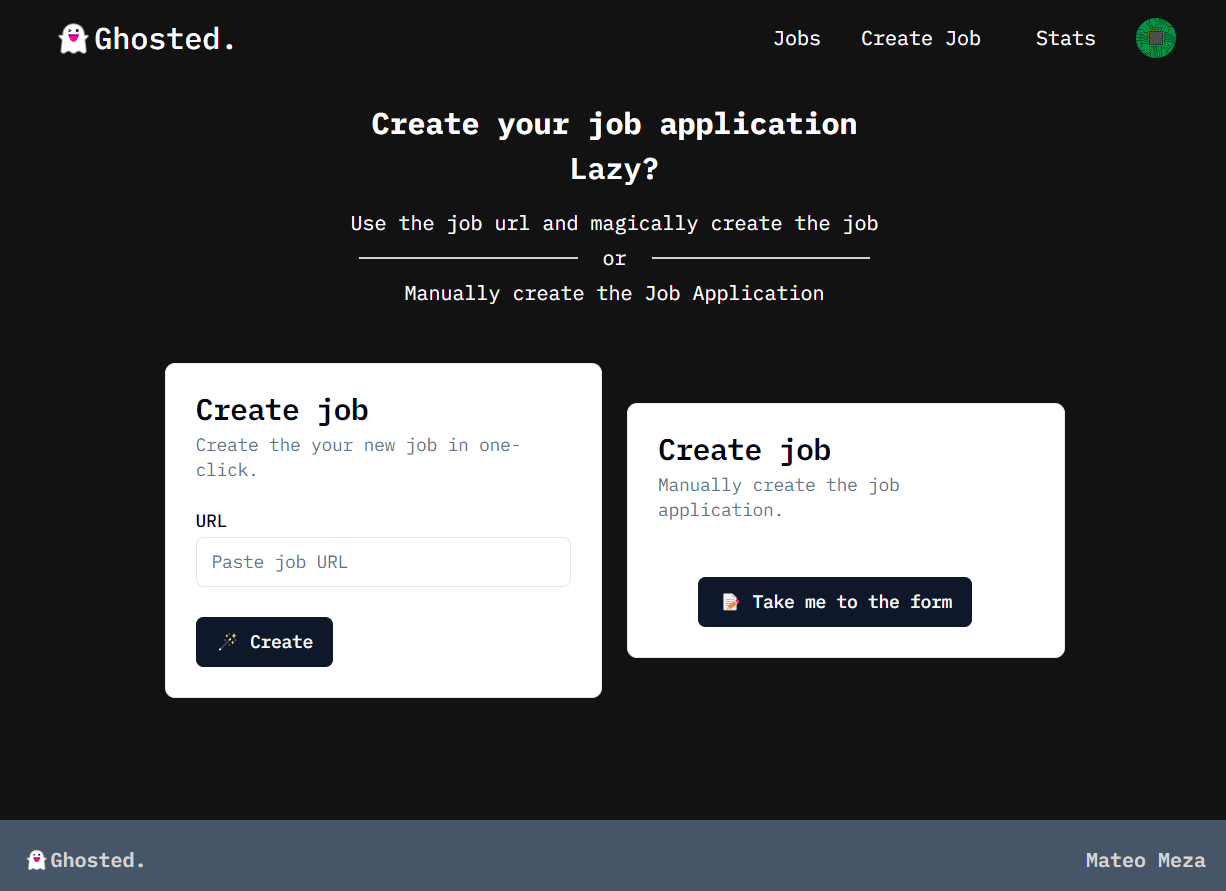 👻Ghosted.
Jobs
Create Job
Stats
Create your job application
Lazy?
Use the job url and magically create the job
or
Manually create the Job Application
Create job
Create the your new job in one-
click.
URL
Paste job URL
🪄 Create
Create job
Manually create the job
application.
📝 Take me to the form
👻Ghosted.
Mateo Meza